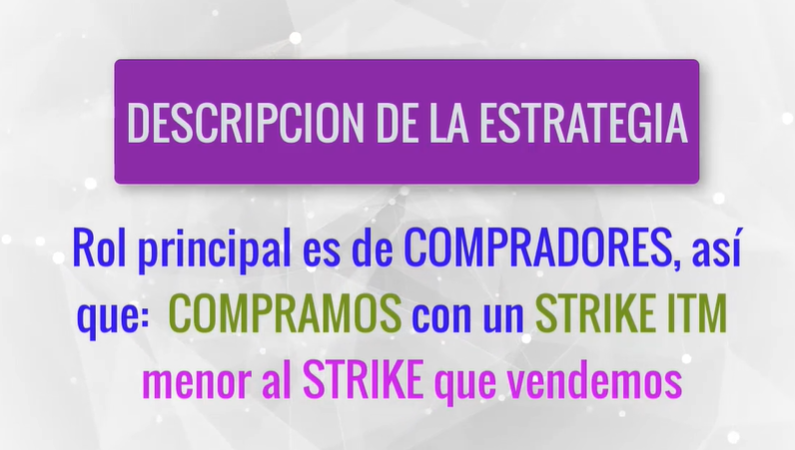 DESCRIPCION DE LA ESTRATEGIA
Rol principal es de COMPRADORES, así
que: COMPRAMOS con un STRIKE ITM
menor al STRIKE que vendemos